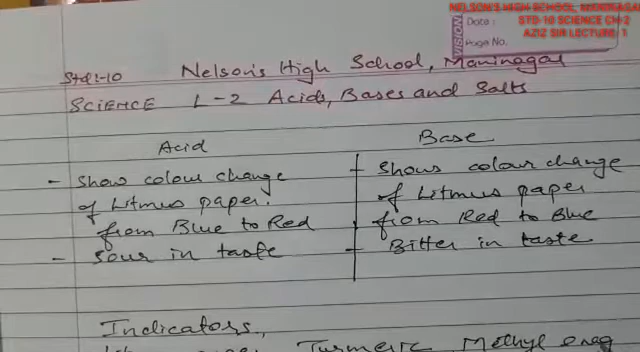 NELSON'S HIGH SCHOOL, MANINAGAR
STD-10 SCIENCE CH-2
AZIZ SIR LECTURE: 1
VISION
Date :
Page No.
Std:-10 Nelson's High School, Maninagar
SCIENCE L-2 Acids, Bases and Salts
Acid Base
- Show colour change - Shows colour change
of Litmus paper. of Litmus paper
from Blue to Red from Red to Blue
- Sour in taste - Bitter in taste
Indicators,
Turmeric Methyl